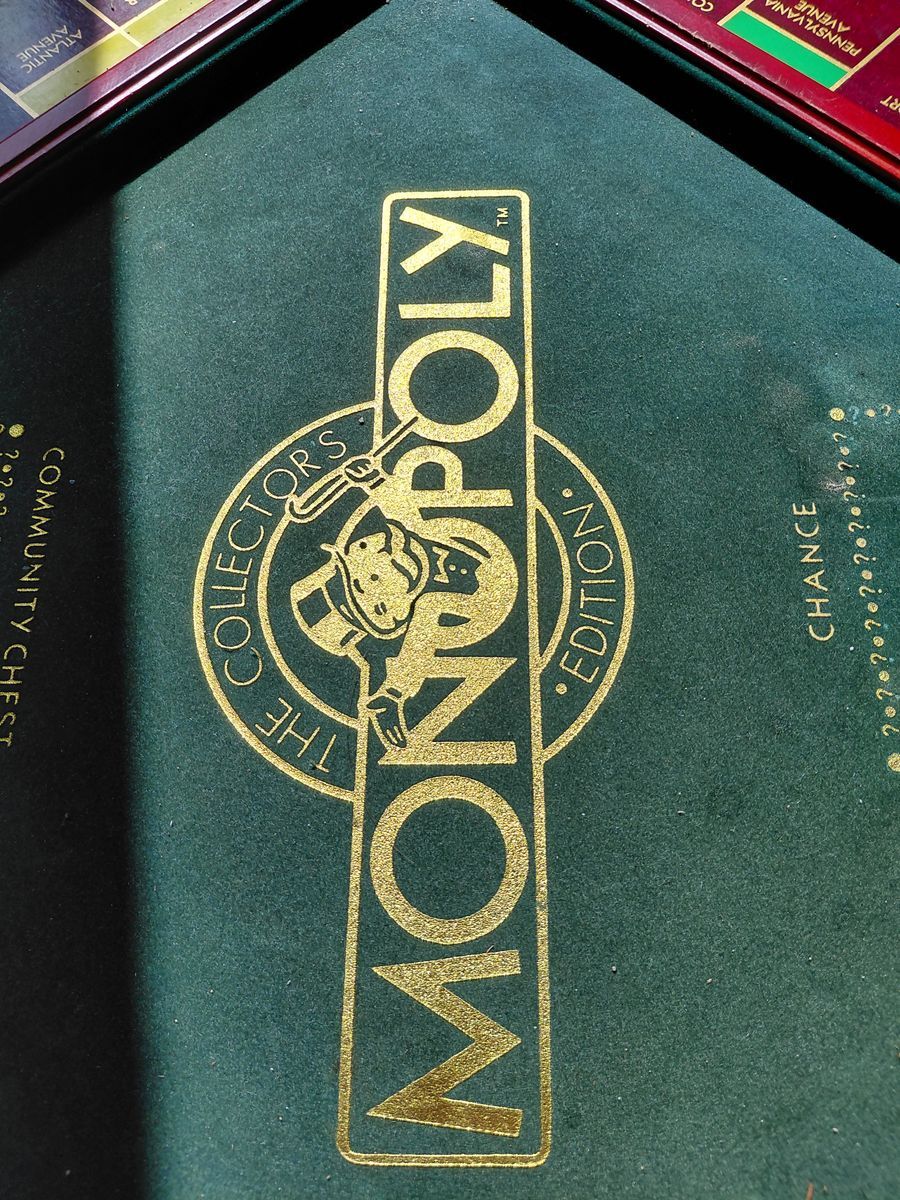 THE COLLECTOR'S
MONOPOLY™
• EDITION •
COMMUNITY CHEST
CHANCE
ATLANTIC
AVENUE
PENNSYLVANIA
AVENUE